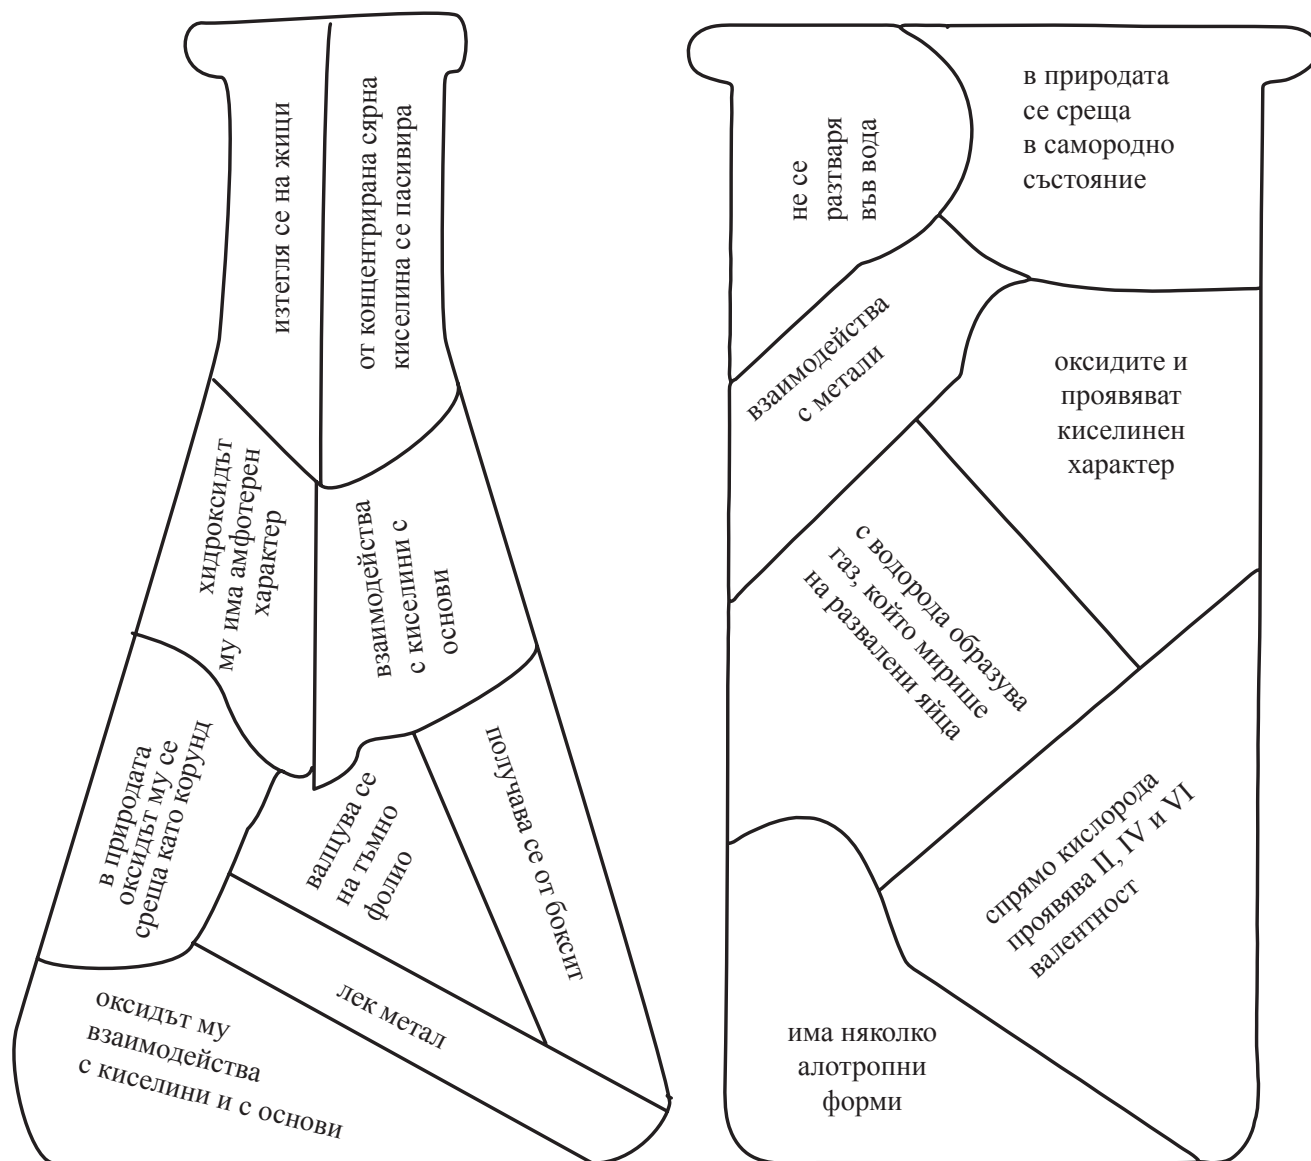 изтегля се на жици
от концентрирана сярна
киселина се пасивира
хидроксидът
му има амфотерен
характер
взаимодейства
с киселини с
основи
в природата
оксидът му се
среща като корунд
валцува се
на тъмно
фолио
получава се от боксит
лек метал
оксидът му
взаимодейства
с киселини и с основи
не се
разтваря
във вода
в природата
се среща
в самородно
състояние
взаимодейства
с метали
оксидите и
проявяват
киселинен
характер
с водорода образува
газ, който мирише
на развалени яйца
спрямо кислорода
проявява II, IV и VI
валентност
има няколко
алотропни
форми